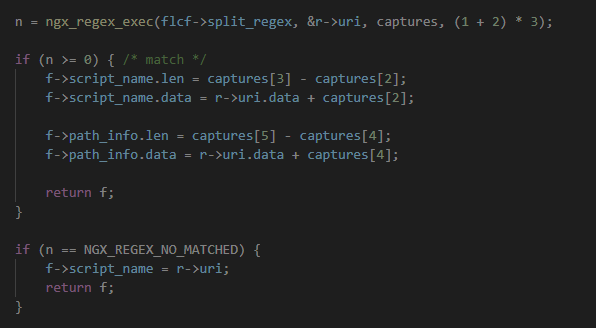 n = ngx_regex_exec(flcf->split_regex, &r->uri, captures, (1 + 2) * 3);
if (n >= 0) { /* match */
f->script_name.len = captures[3] - captures[2];
f->script_name.data = r->uri.data + captures[2];
f->path_info.len = captures[5] - captures[4];
f->path_info.data = r->uri.data + captures[4];
return f;
}
if (n == NGX_REGEX_NO_MATCHED) {
f->script_name = r->uri;
return f;
}